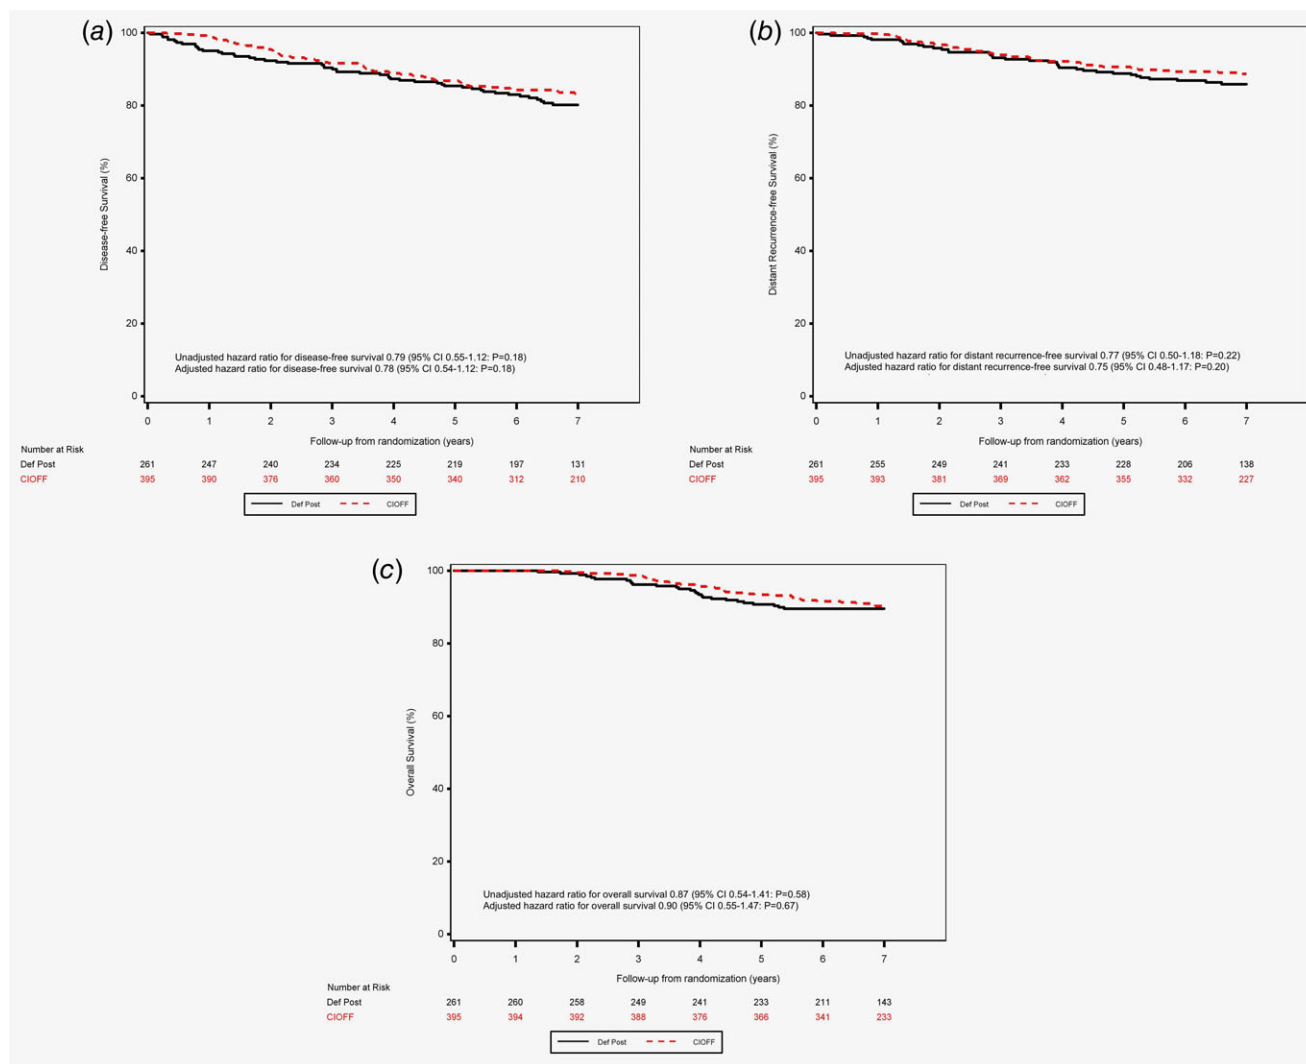 (a)
100
80
60
40
20
0
Disease-free Survival (%)
Unadjusted hazard ratio for disease-free survival 0.79 (95% CI 0.55-1.12: P=0.18)
Adjusted hazard ratio for disease-free survival 0.78 (95% CI 0.54-1.12: P=0.18)
0 1 2 3 4 5 6 7
Follow-up from randomization (years)
Number at Risk
Def Post 261 247 240 234 225 219 197 131
CIOFF 395 390 376 360 350 340 312 210
Def Post CIOFF
(b)
100
80
60
40
20
0
Distant Recurrence-free Survival (%)
Unadjusted hazard ratio for distant recurrence-free survival 0.77 (95% CI 0.50-1.18: P=0.22)
Adjusted hazard ratio for distant recurrence-free survival 0.75 (95% CI 0.48-1.17: P=0.20)
0 1 2 3 4 5 6 7
Follow-up from randomization (years)
Number at Risk
Def Post 261 255 249 241 233 228 206 138
CIOFF 395 393 381 369 362 355 332 227
Def Post CIOFF
(c)
100
80
60
40
20
0
Overall Survival (%)
Unadjusted hazard ratio for overall survival 0.87 (95% CI 0.54-1.41: P=0.58)
Adjusted hazard ratio for overall survival 0.90 (95% CI 0.55-1.47: P=0.67)
0 1 2 3 4 5 6 7
Follow-up from randomization (years)
Number at Risk
Def Post 261 260 258 249 241 233 211 143
CIOFF 395 394 392 388 376 366 341 233
Def Post CIOFF